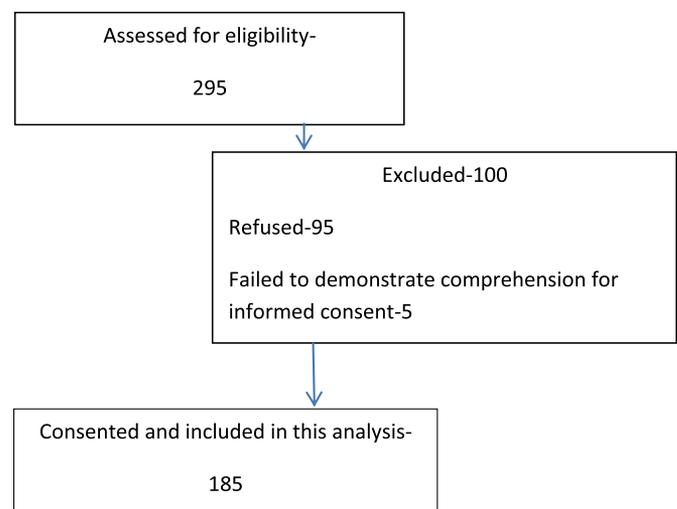 Assessed for eligibility-
295
Excluded-100
Refused-95
Failed to demonstrate comprehension for
informed consent-5
Consented and included in this analysis-
185